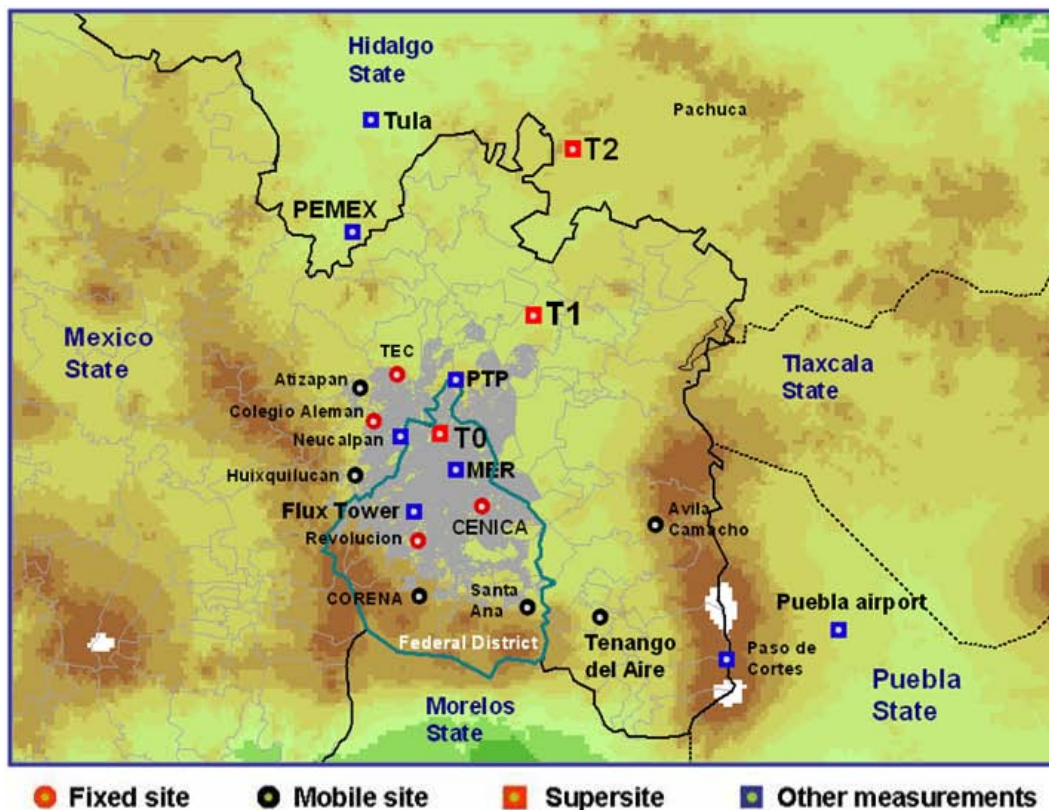 Hidalgo
State
Pachuca
Tula
T2
PEMEX
T1
Mexico
State
Tlaxcala
State
TEC
Atizapan
PTP
Colegio Aleman
Neucalpan
T0
MER
Huixquilucan
Flux Tower
CENICA
Avila
Camacho
Revolucion
CORENA
Santa
Ana
Puebla airport
Federal District
Tenango
del Aire
Paso de
Cortes
Puebla
State
Morelos
State
Fixed site
Mobile site
Supersite
Other measurements